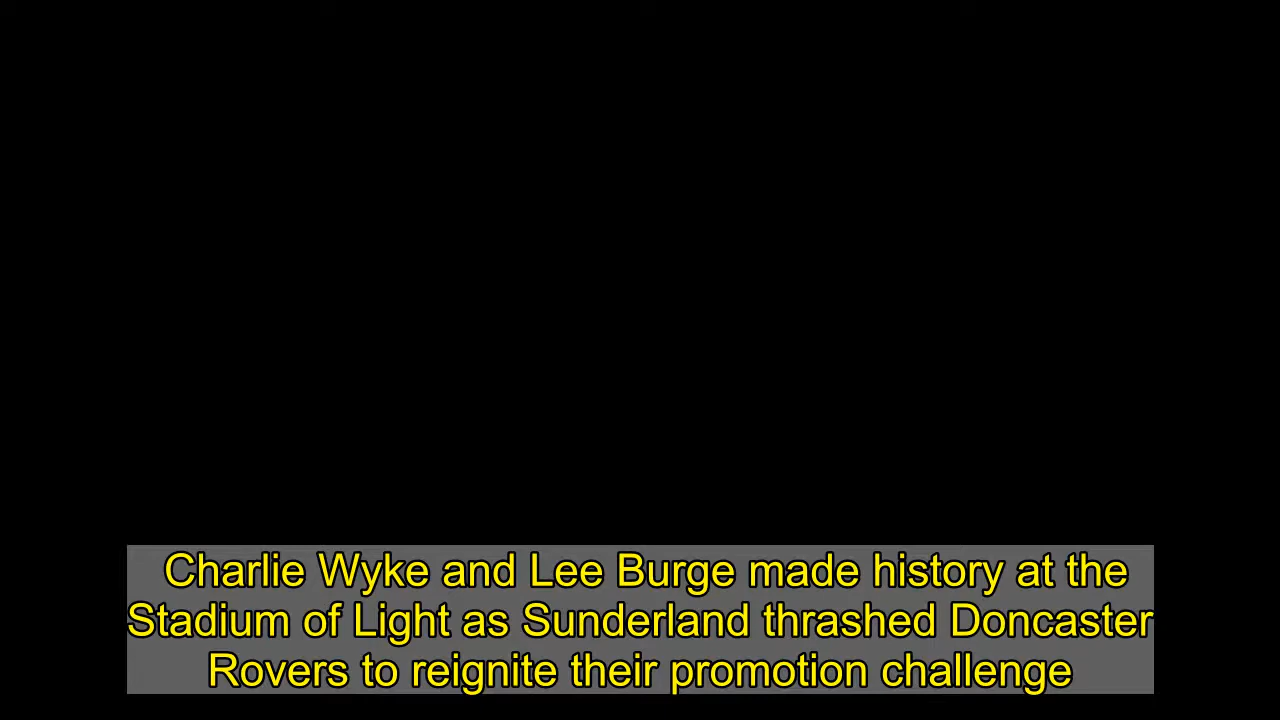 Charlie Wyke and Lee Burge made history at the
Stadium of Light as Sunderland thrashed Doncaster
Rovers to reignite their promotion challenge